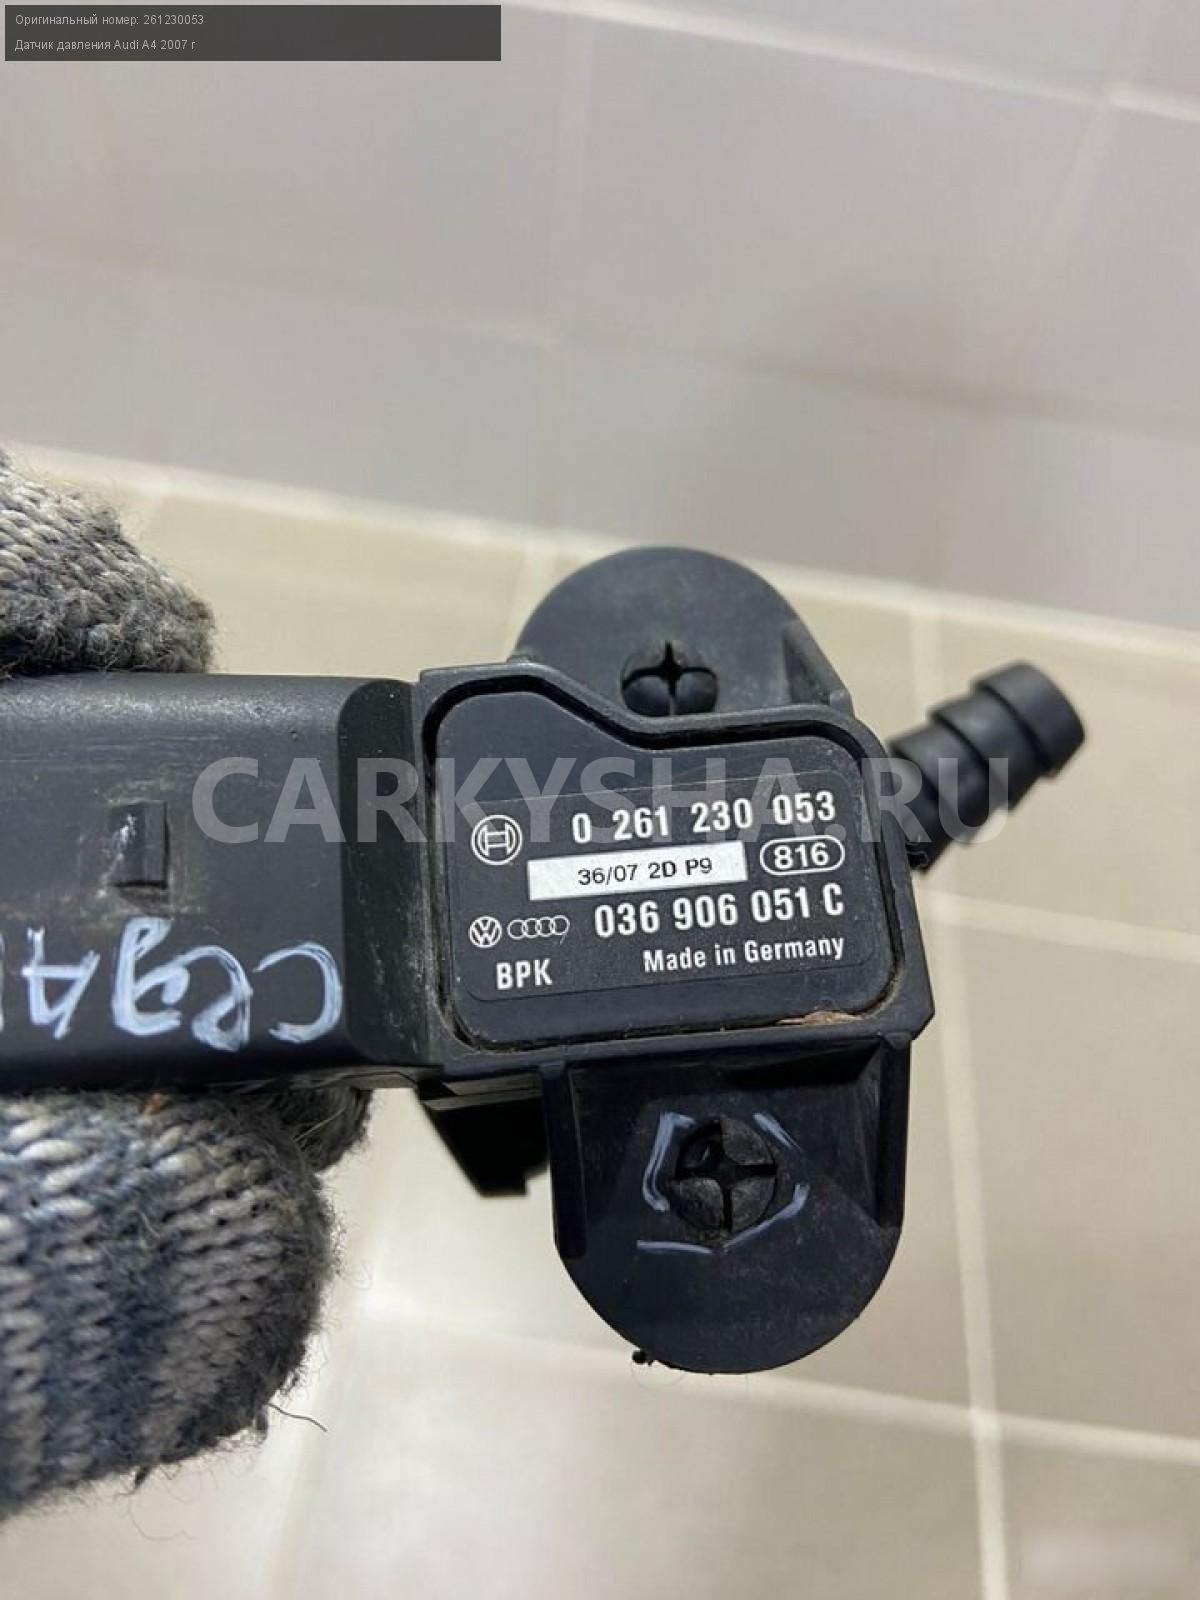 Оригинальный номер: 261230053
Датчик давления Audi A4 2007 г
CARKYSHA.RU
0 261 230 053
36/07 2D P9
816
036 906 051 C
Made in Germany
BPK